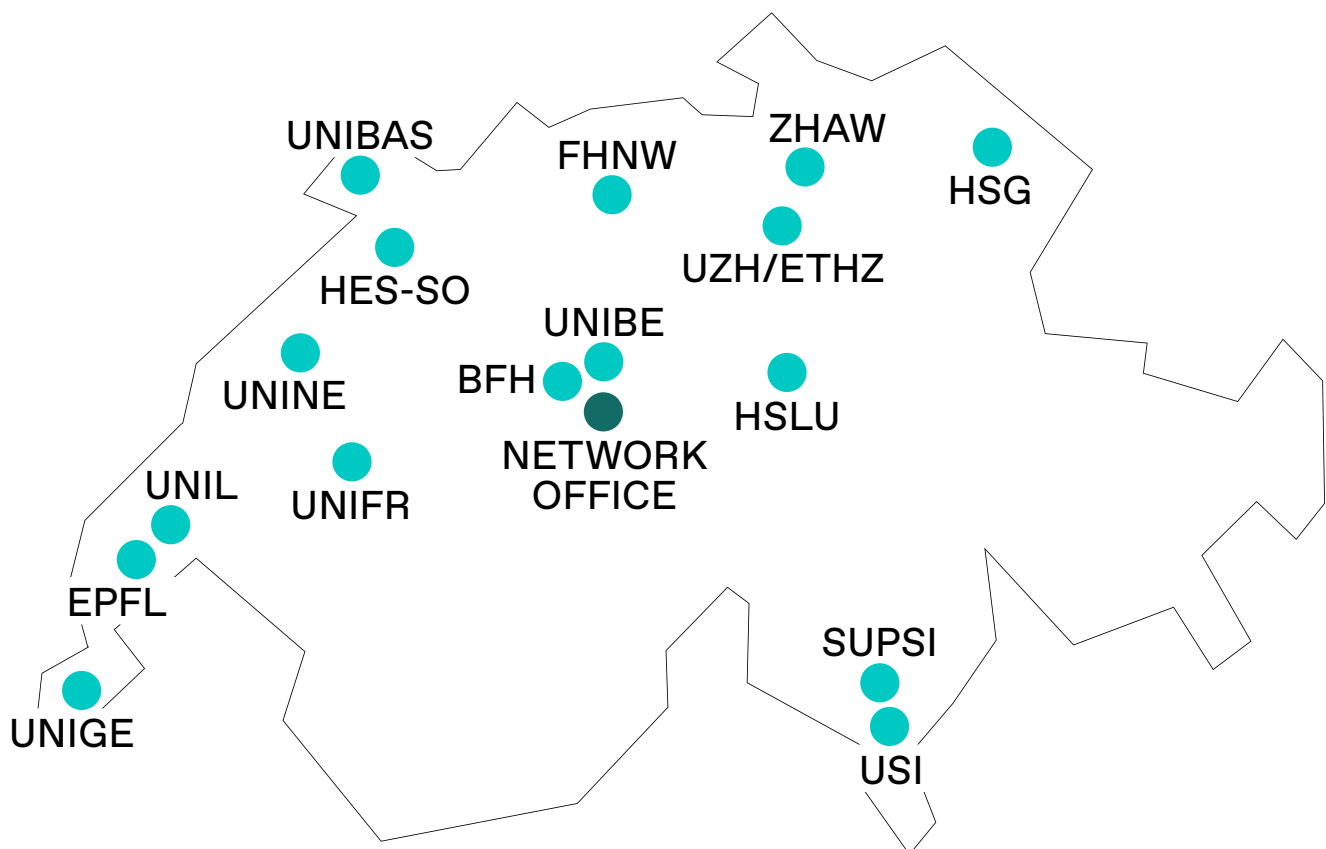 ZHAW
UNIBAS
FHNW
HSG
UZH/ETHZ
HES-SO
UNIBE
BFH
UNINE
HSLU
NETWORK
OFFICE
UNIL
UNIFR
EPFL
SUPSI
UNIGE
USI